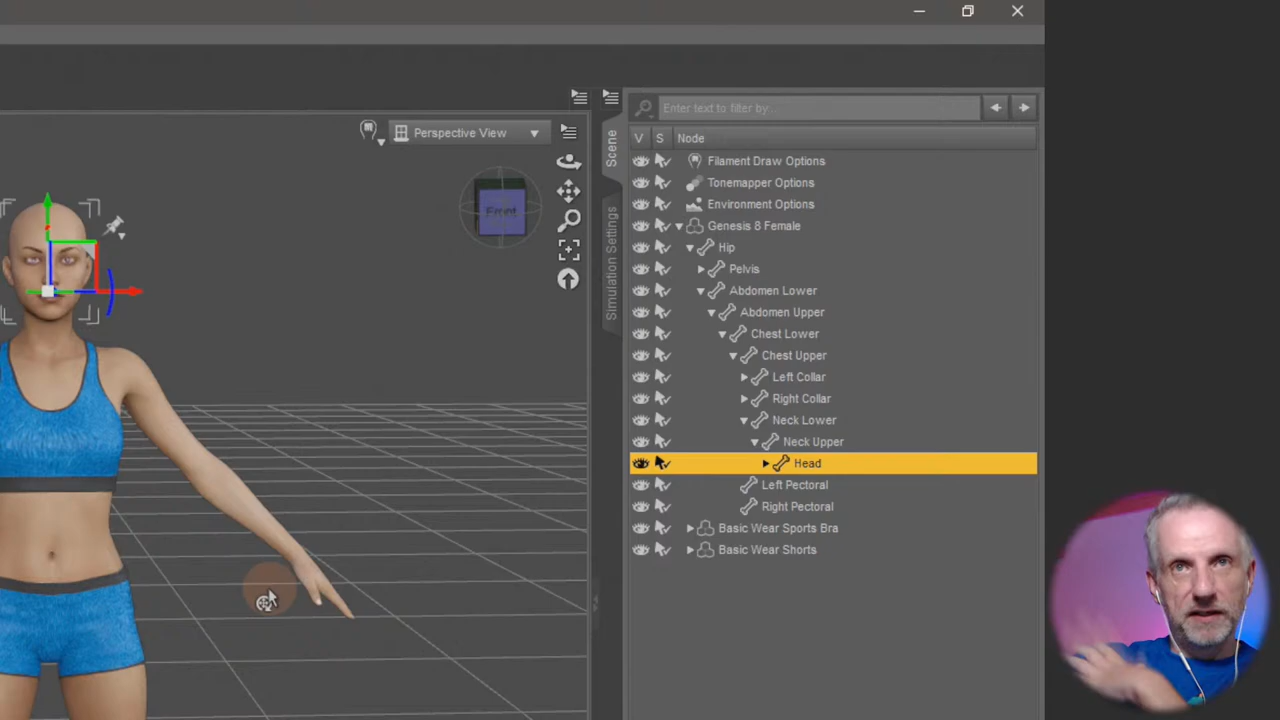 Enter text to filter by...
Perspective View
V S Node
Scene
Simulation Settings
Front
Filament Draw Options
Tonemapper Options
Environment Options
Genesis 8 Female
Hip
Pelvis
Abdomen Lower
Abdomen Upper
Chest Lower
Chest Upper
Left Collar
Right Collar
Neck Lower
Neck Upper
Head
Left Pectoral
Right Pectoral
Basic Wear Sports Bra
Basic Wear Shorts